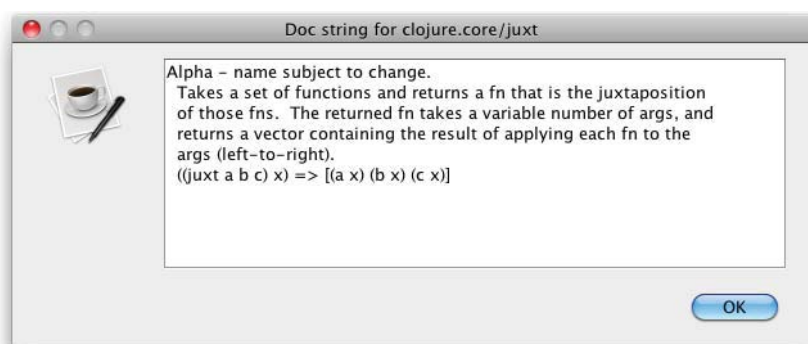 Doc string for clojure.core/juxt
Alpha - name subject to change.
Takes a set of functions and returns a fn that is the juxtaposition
of those fns.  The returned fn takes a variable number of args, and
returns a vector containing the result of applying each fn to the
args (left-to-right).
((juxt a b c) x) => [(a x) (b x) (c x)]
OK